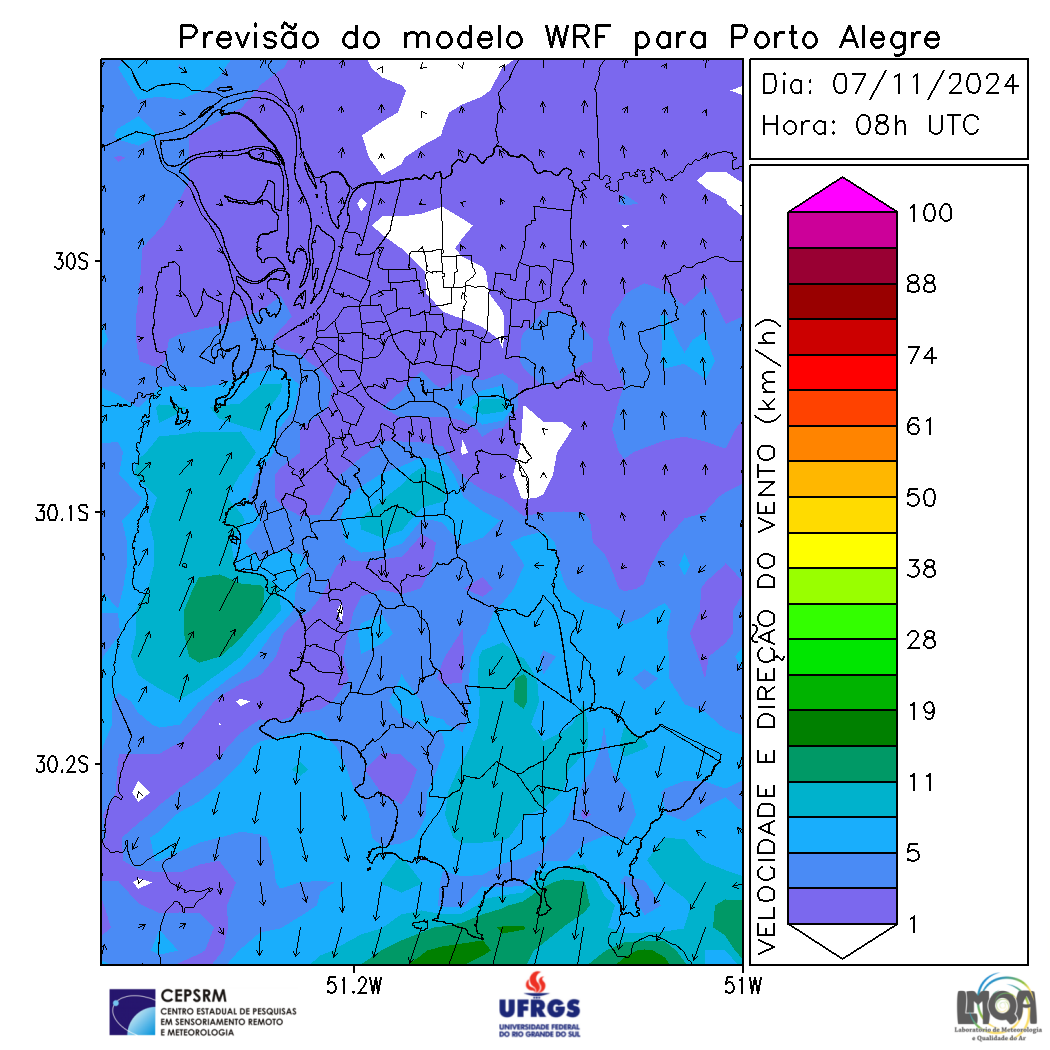 Previsão do modelo WRF para Porto Alegre
Dia: 07/11/2024
Hora: 08h UTC
30S
30.1S
30.2S
51.2W
51W
VELOCIDADE E DIREÇÃO DO VENTO (km/h)
100
88
74
61
50
38
28
19
11
5
1
CEPSRM
CENTRO ESTADUAL DE PESQUISAS
EM SENSORIAMENTO REMOTO
E METEOROLOGIA
UFRGS
UNIVERSIDADE FEDERAL
DO RIO GRANDE DO SUL
LMQA
Laboratório de Meteorologia
e Qualidade do Ar